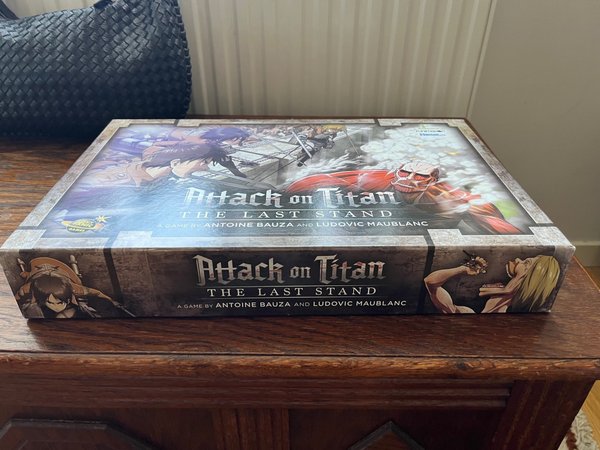 Attack on Titan
THE LAST STAND
A GAME BY ANTOINE BAUZA AND LUDOVIC MAUBLANC
Attack on Titan
THE LAST STAND
A GAME BY ANTOINE BAUZA AND LUDOVIC MAUBLANC